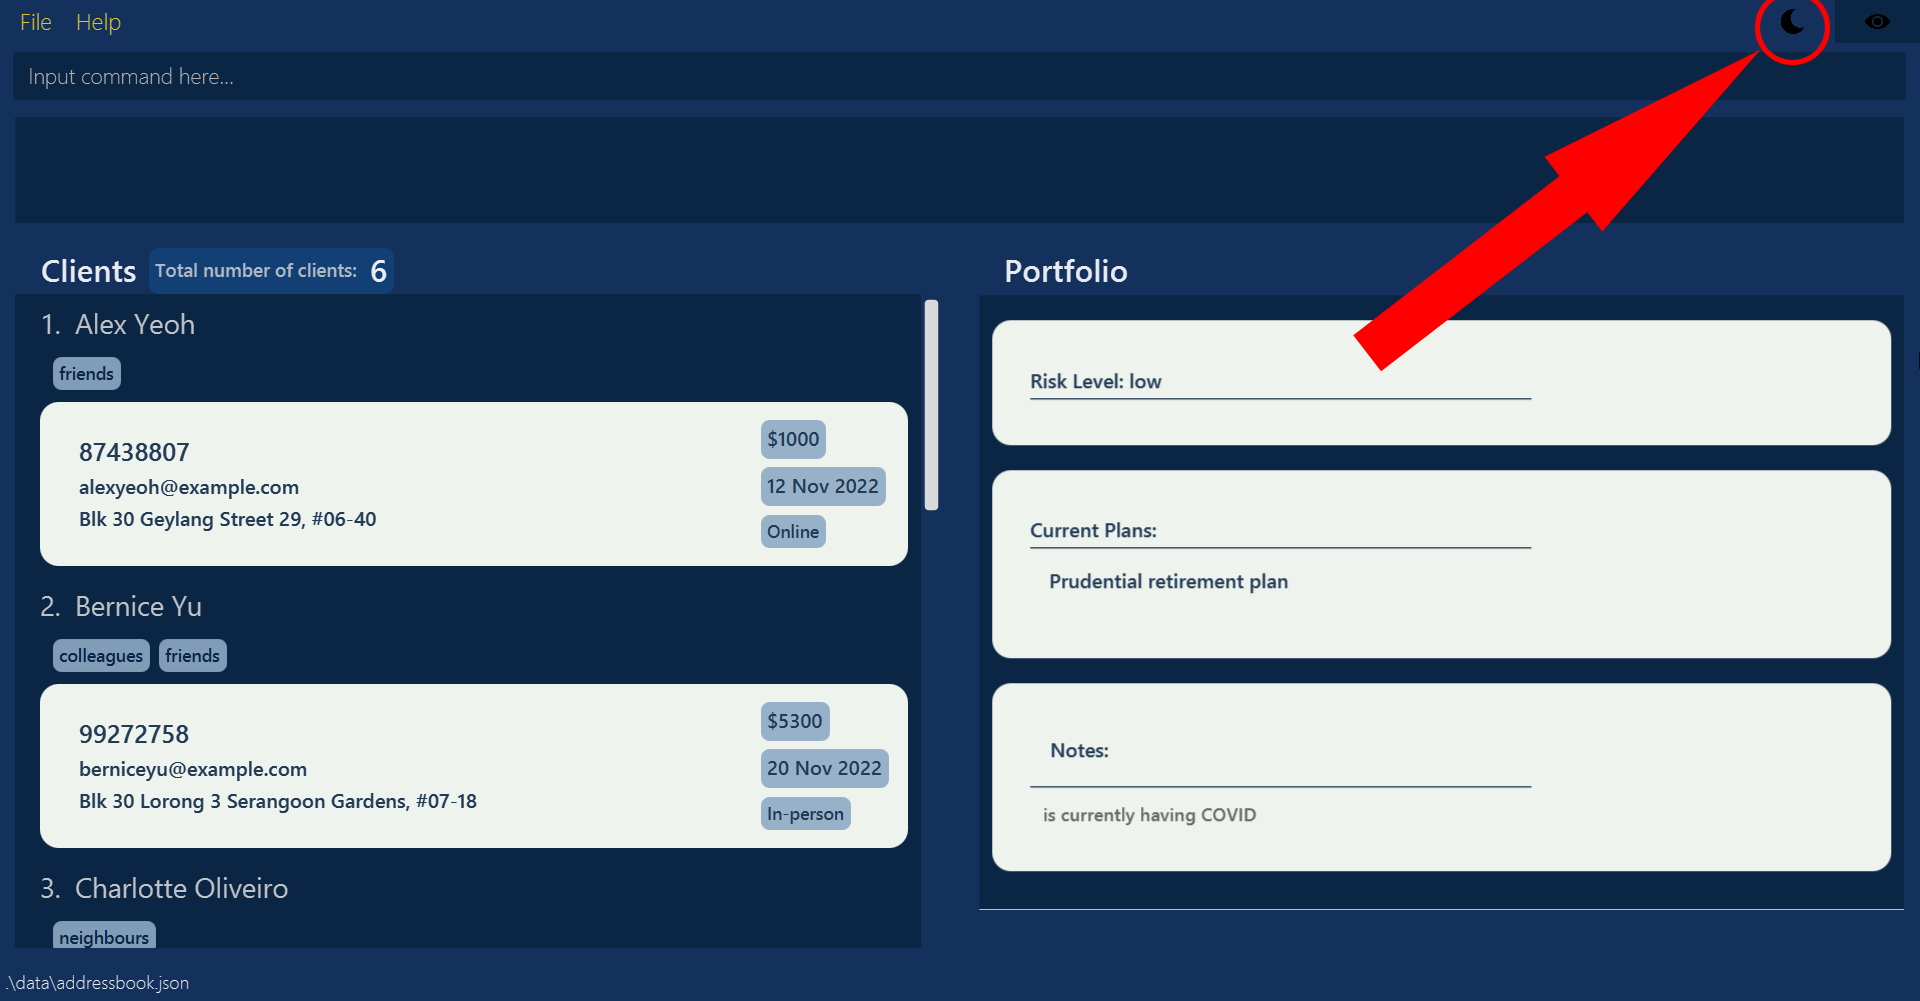 File Help
Input command here...
Clients Total number of clients: 6
1. Alex Yeoh
friends
87438807
alexyeoh@example.com
Blk 30 Geylang Street 29, #06-40
$1000
12 Nov 2022
Online
2. Bernice Yu
colleagues friends
99272758
berniceyu@example.com
Blk 30 Lorong 3 Serangoon Gardens, #07-18
$5300
20 Nov 2022
In-person
3. Charlotte Oliveiro
neighbours
Portfolio
Risk Level: low
Current Plans:
Prudential retirement plan
Notes:
is currently having COVID
.\data\addressbook.json